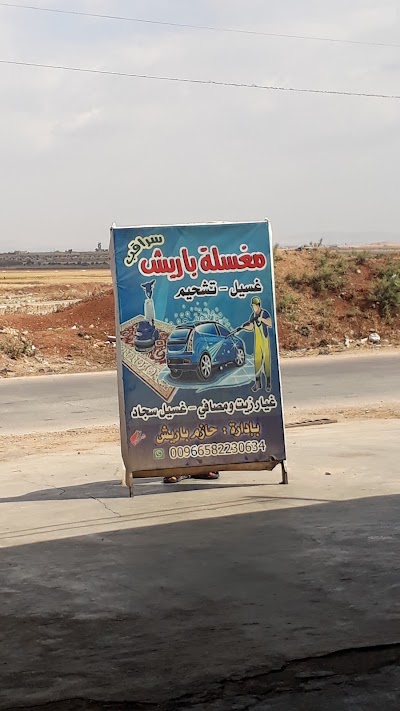 سراقب
مغسلة باريش
غسيل - تشحيم
غيار زيت ومصافي - غسيل سجاد
بإدارة : حازم باريش
00966582230634